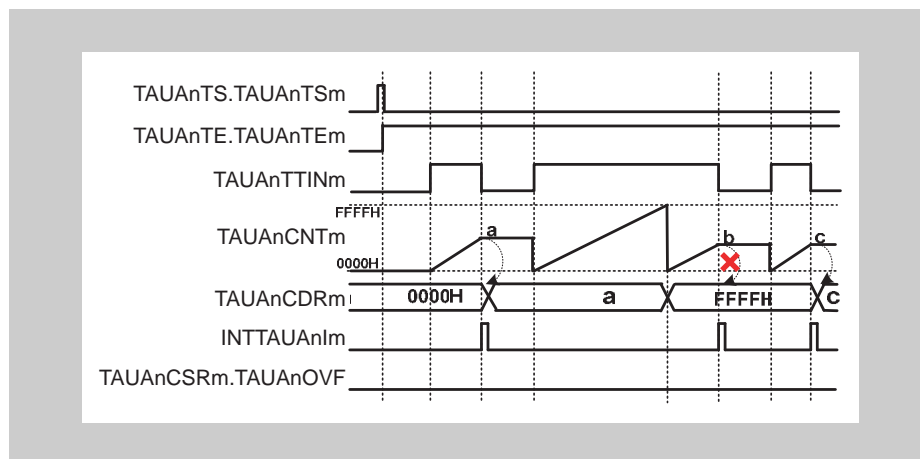 TAUAnTS.TAUAnTSm
TAUAnTE.TAUAnTEm
TAUAnTTINm
FFFFH
TAUAnCNTm
a
b
c
0000H
TAUAnCDRm
0000H
a
FFFFH
c
INTTAUAnIm
TAUAnCSRm.TAUAnOVF